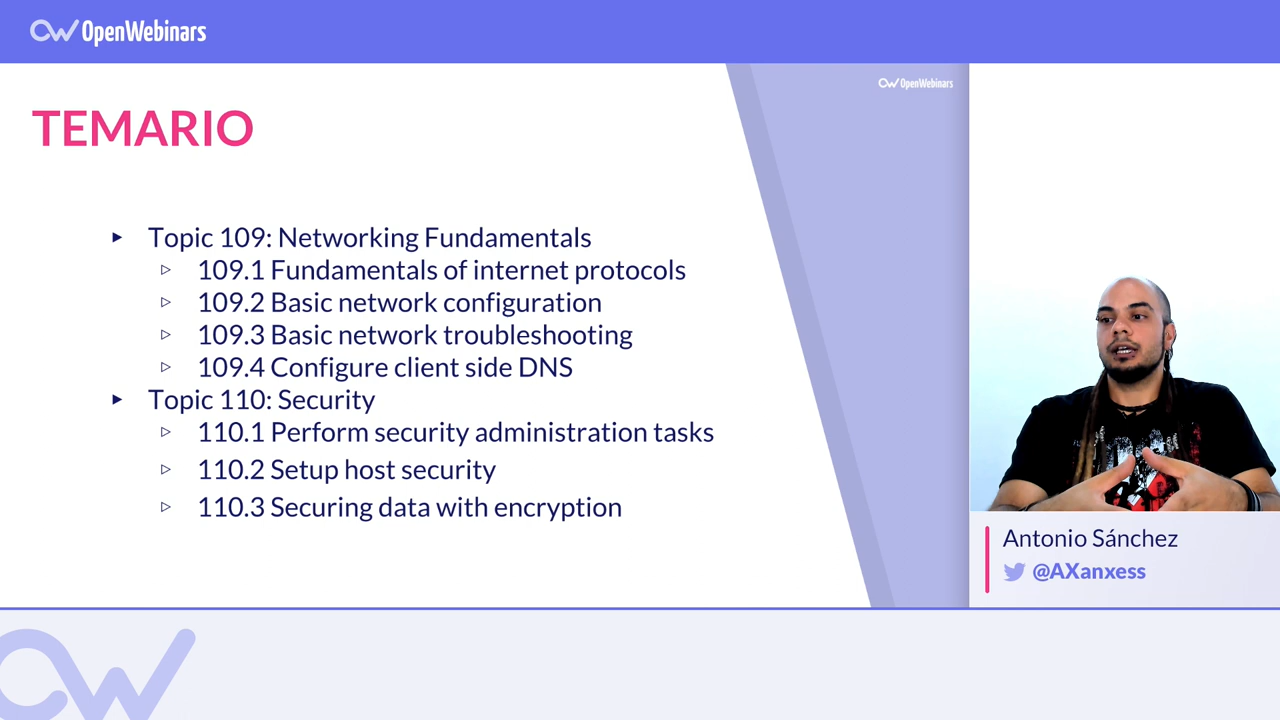 OpenWebinars
OpenWebinars
TEMARIO
Topic 109: Networking Fundamentals
109.1 Fundamentals of internet protocols
109.2 Basic network configuration
109.3 Basic network troubleshooting
109.4 Configure client side DNS
Topic 110: Security
110.1 Perform security administration tasks
110.2 Setup host security
110.3 Securing data with encryption
Antonio Sánchez
@AXanxess